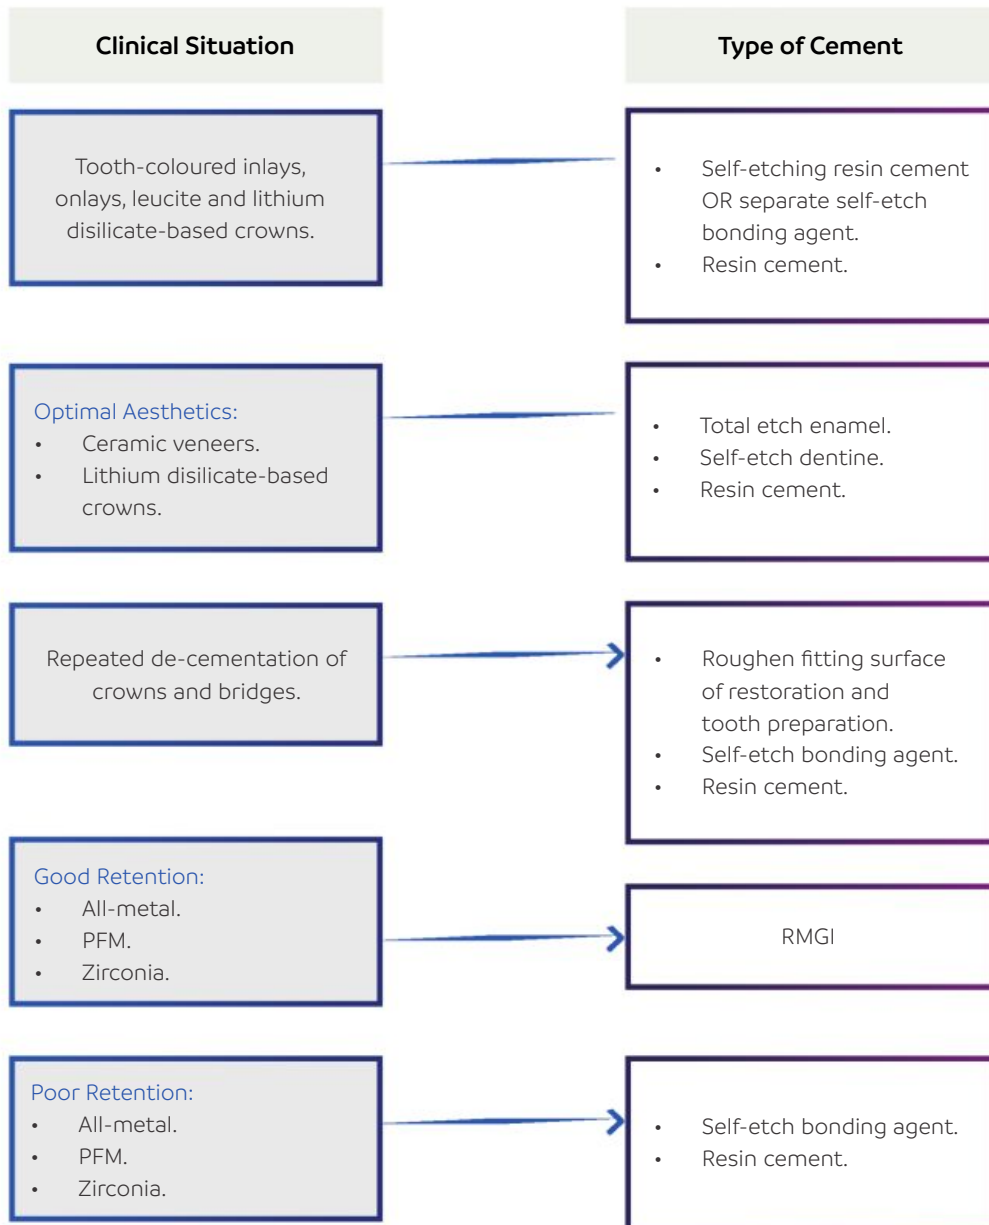 Clinical Situation
Type of Cement
Tooth-coloured inlays,
onlays, leucite and lithium
disilicate-based crowns.
• Self-etching resin cement
OR separate self-etch
bonding agent.
• Resin cement.
Optimal Aesthetics:
• Ceramic veneers.
• Lithium disilicate-based
crowns.
• Total etch enamel.
• Self-etch dentine.
• Resin cement.
Repeated de-cementation of
crowns and bridges.
• Roughen fitting surface
of restoration and
tooth preparation.
• Self-etch bonding agent.
• Resin cement.
Good Retention:
• All-metal.
• PFM.
• Zirconia.
RMGI
Poor Retention:
• All-metal.
• PFM.
• Zirconia.
• Self-etch bonding agent.
• Resin cement.